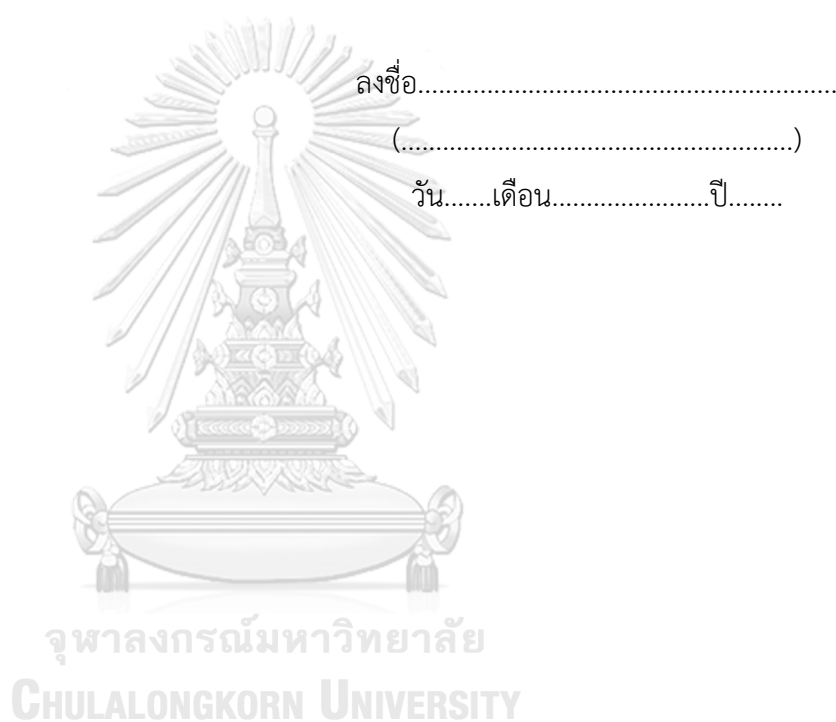 ลงชื่อ.............................................................
(.........................................................)
วัน.......เดือน.......................ปี........
จุฬาลงกรณ์มหาวิทยาลัย
CHULALONGKORN UNIVERSITY